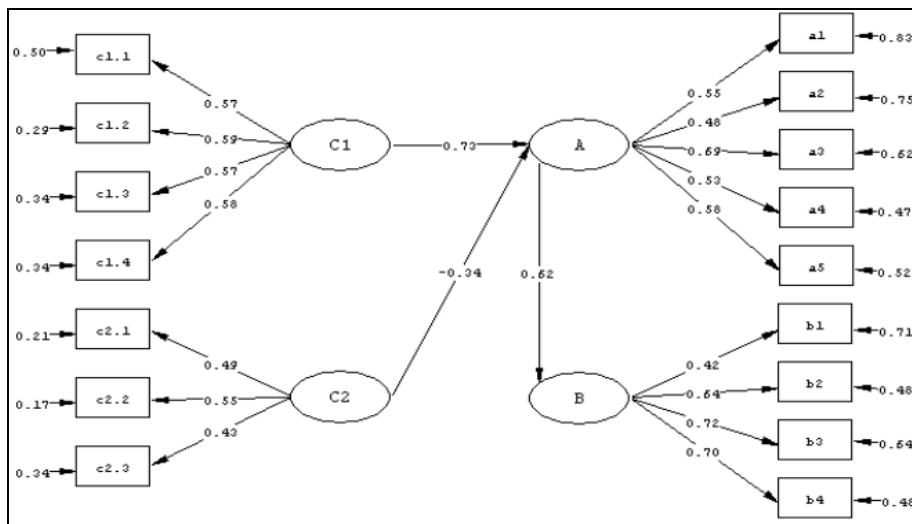 0.50
c1.1
0.57
0.29
c1.2
0.59
0.34
c1.3
0.57
0.34
c1.4
0.58
C1
0.73
A
0.21
c2.1
0.49
0.17
c2.2
0.55
0.34
c2.3
0.43
C2
-0.34
0.62
B
a1
0.83
0.55
a2
0.75
0.48
a3
0.62
0.69
a4
0.47
0.53
a5
0.52
0.58
b1
0.71
0.42
b2
0.48
0.64
b3
0.64
0.72
b4
0.48
0.70